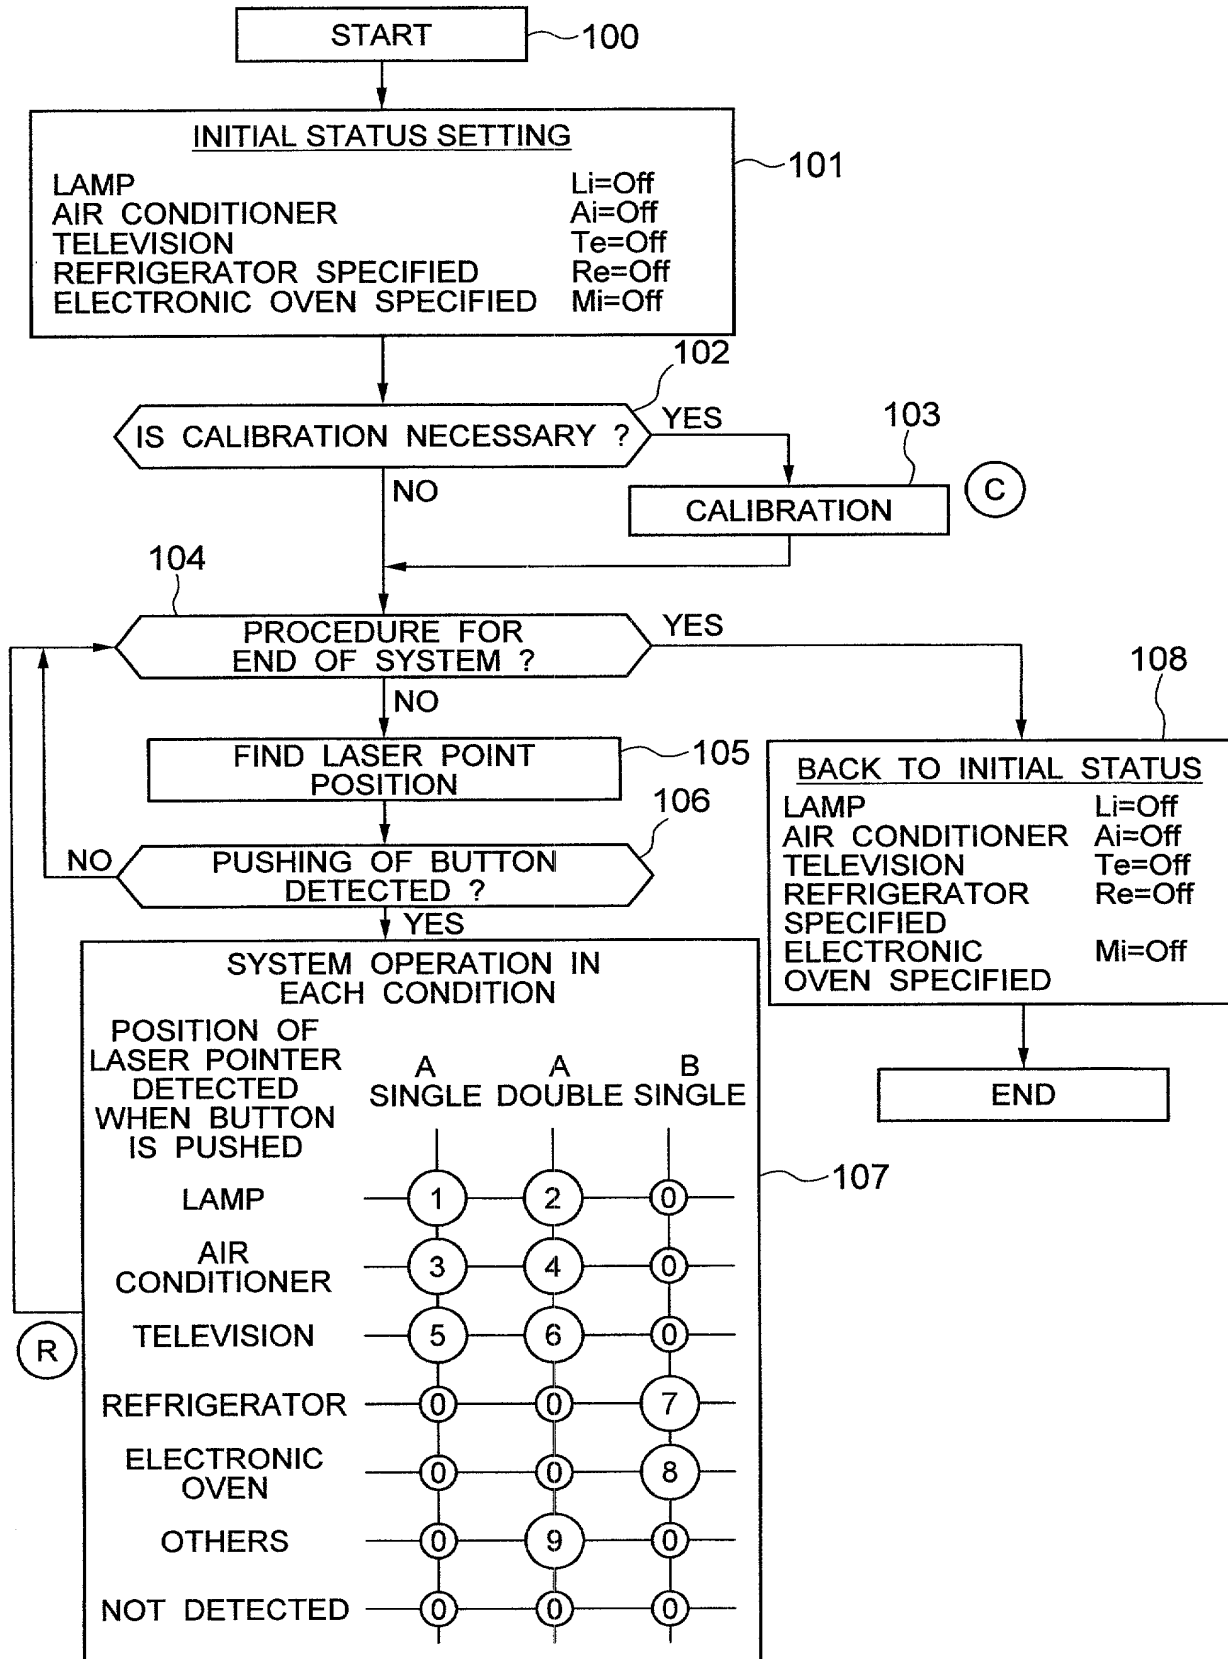 START
100
INITIAL STATUS SETTING
101
LAMP Li=Off
AIR CONDITIONER Ai=Off
TELEVISION Te=Off
REFRIGERATOR SPECIFIED Re=Off
ELECTRONIC OVEN SPECIFIED Mi=Off
102
IS CALIBRATION NECESSARY ?
YES
103
NO
CALIBRATION
C
104
PROCEDURE FOR
END OF SYSTEM ?
YES
NO
108
FIND LASER POINT
POSITION
105
BACK TO INITIAL STATUS
LAMP Li=Off
AIR CONDITIONER Ai=Off
TELEVISION Te=Off
REFRIGERATOR Re=Off
SPECIFIED
ELECTRONIC Mi=Off
OVEN SPECIFIED
106
NO
PUSHING OF BUTTON
DETECTED ?
YES
END
SYSTEM OPERATION IN
EACH CONDITION
POSITION OF
LASER POINTER
DETECTED
WHEN BUTTON
IS PUSHED
A A B
SINGLE DOUBLE SINGLE
107
LAMP 1 2 0
AIR
CONDITIONER 3 4 0
TELEVISION 5 6 0
R
REFRIGERATOR 0 0 7
ELECTRONIC
OVEN 0 0 8
OTHERS 0 9 0
NOT DETECTED 0 0 0